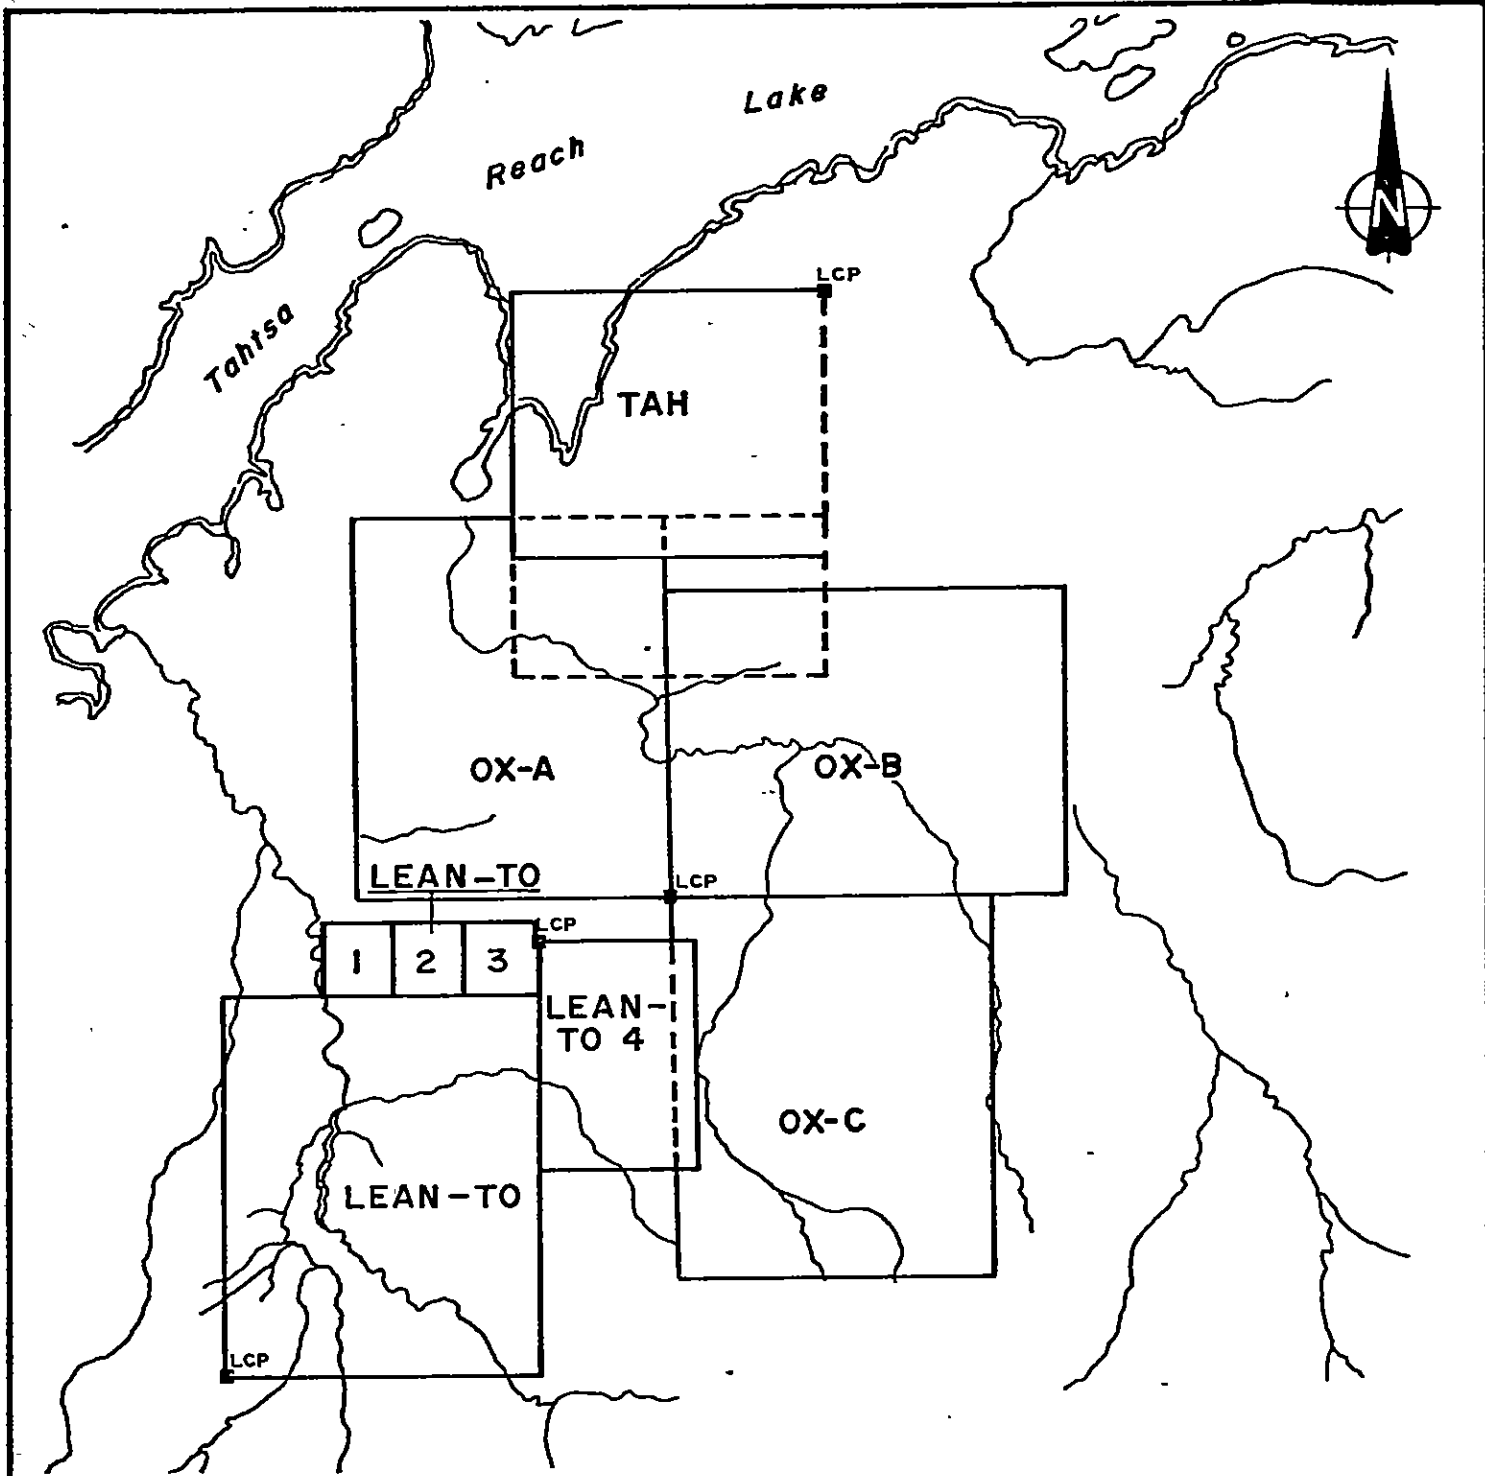 Lake
Reach
Tahtsa
N
LCP
TAH
OX-A
OX-B
LEAN-TO
LCP
LCP
1
2
3
LEAN-
TO 4
OX-C
LEAN-TO
LCP